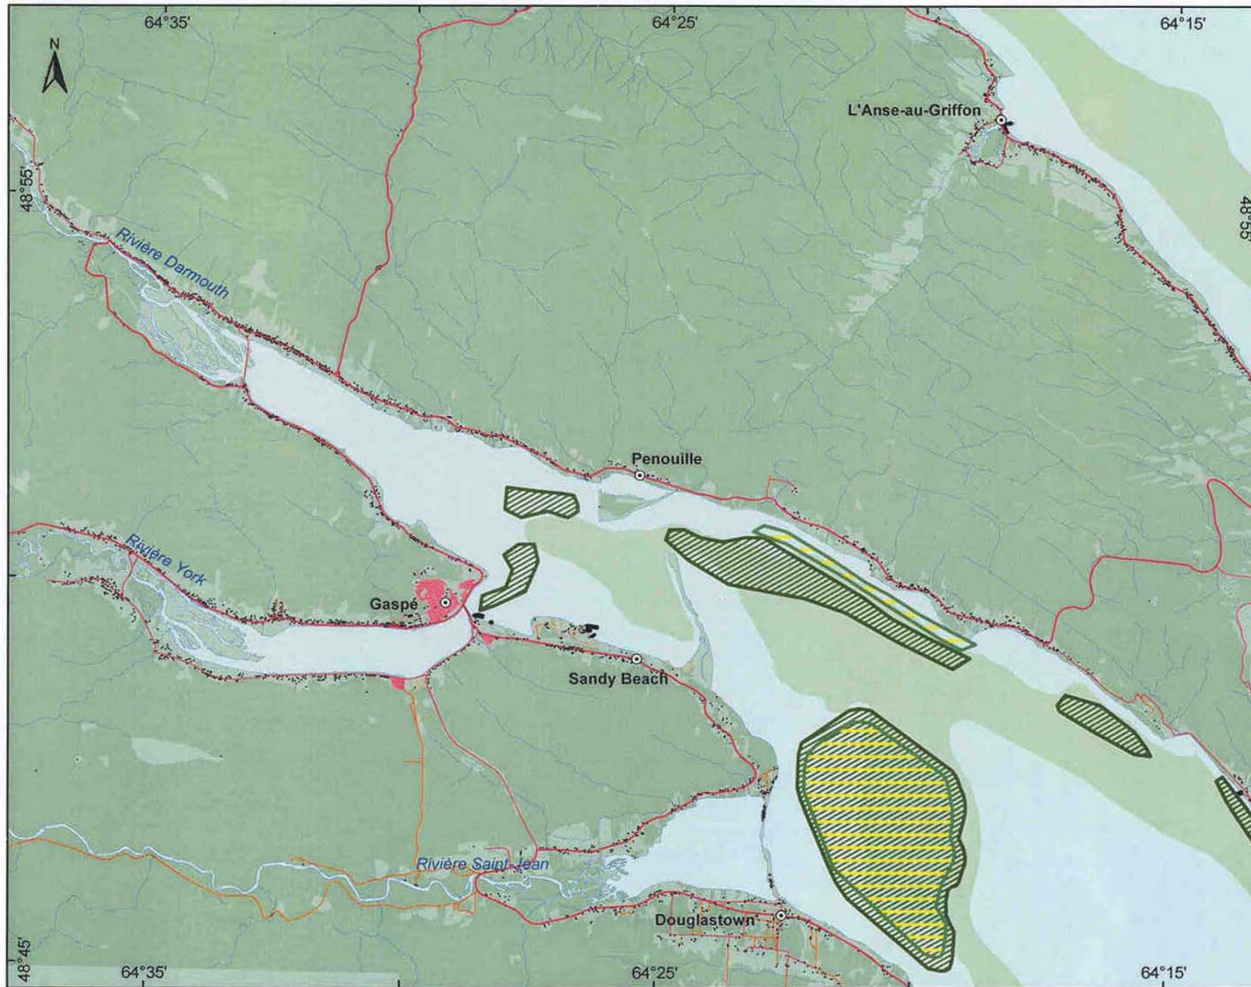 64°35'
64°25'
64°15'
N
L'Anse-au-Griffon
48°55'
48°55'
Rivière Darmouth
Penouille
Rivière York
Gaspé
Sandy Beach
Rivière Saint-Jean
Douglastown
48°45'
64°35'
64°25'
64°15'